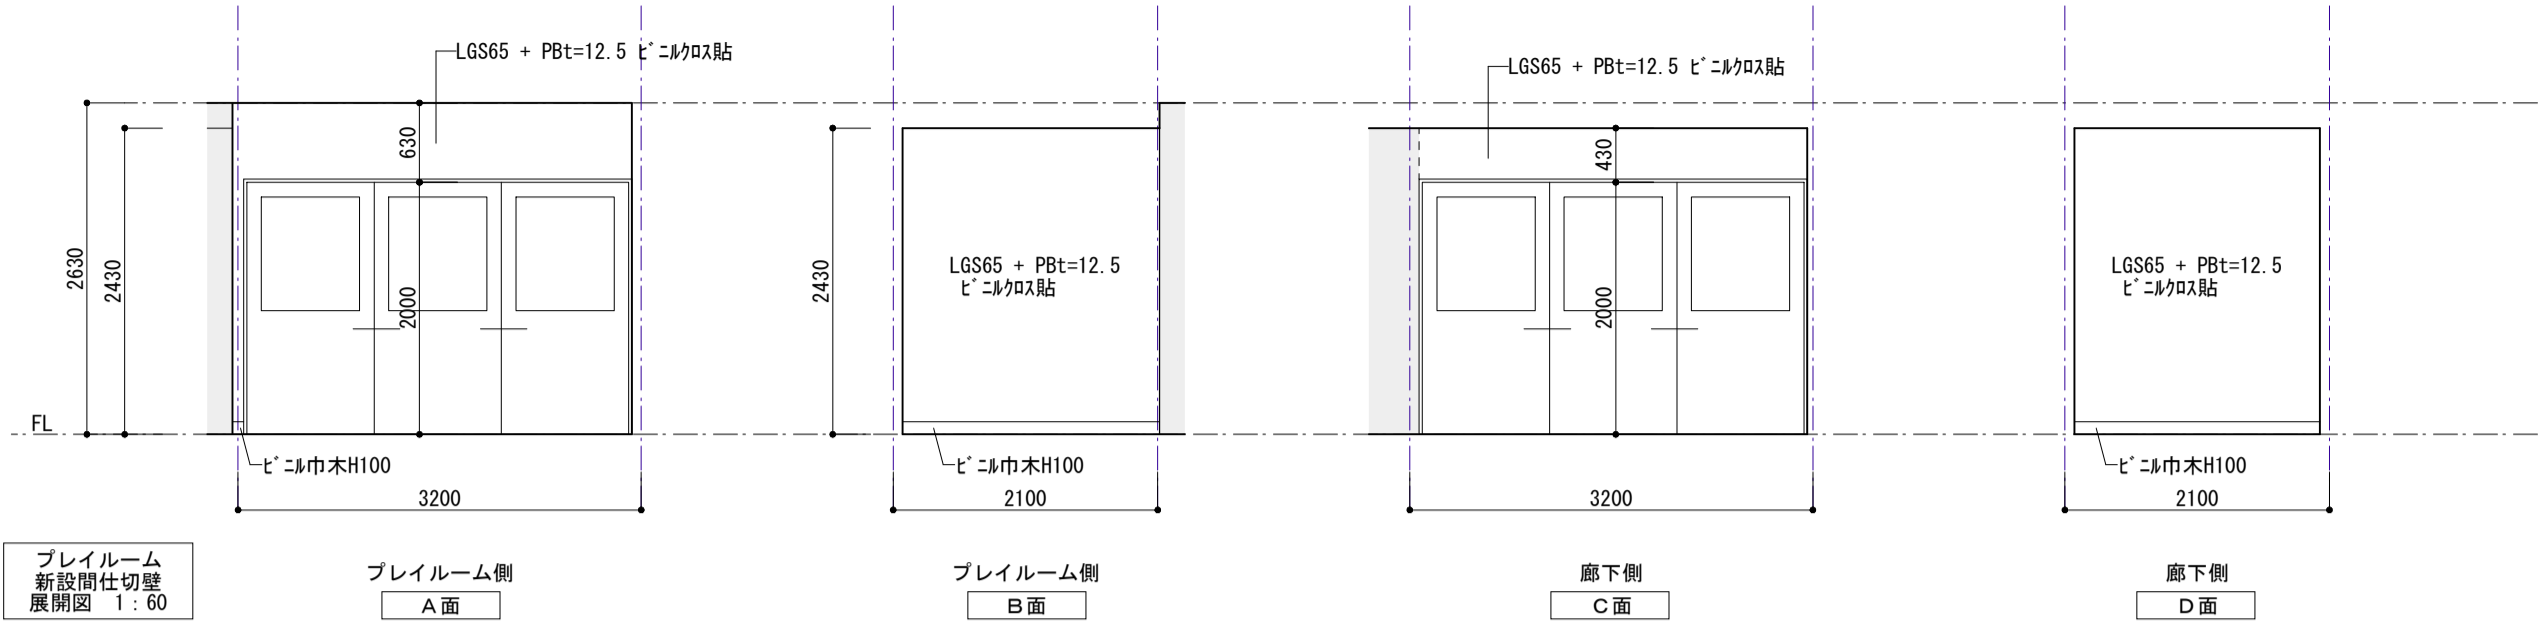 LGS65 + PBt=12.5 ﾋﾞﾆﾙｸﾛｽ貼
LGS65 + PBt=12.5 ﾋﾞﾆﾙｸﾛｽ貼
2630
2430
630
2000
2430
LGS65 + PBt=12.5
ﾋﾞﾆﾙｸﾛｽ貼
430
2000
LGS65 + PBt=12.5
ﾋﾞﾆﾙｸﾛｽ貼
FL
ﾋﾞﾆﾙ巾木H100
ﾋﾞﾆﾙ巾木H100
ﾋﾞﾆﾙ巾木H100
3200
2100
3200
2100
プレイルーム
新設間仕切壁
展開図 1：60
プレイルーム側
A面
プレイルーム側
B面
廊下側
C面
廊下側
D面